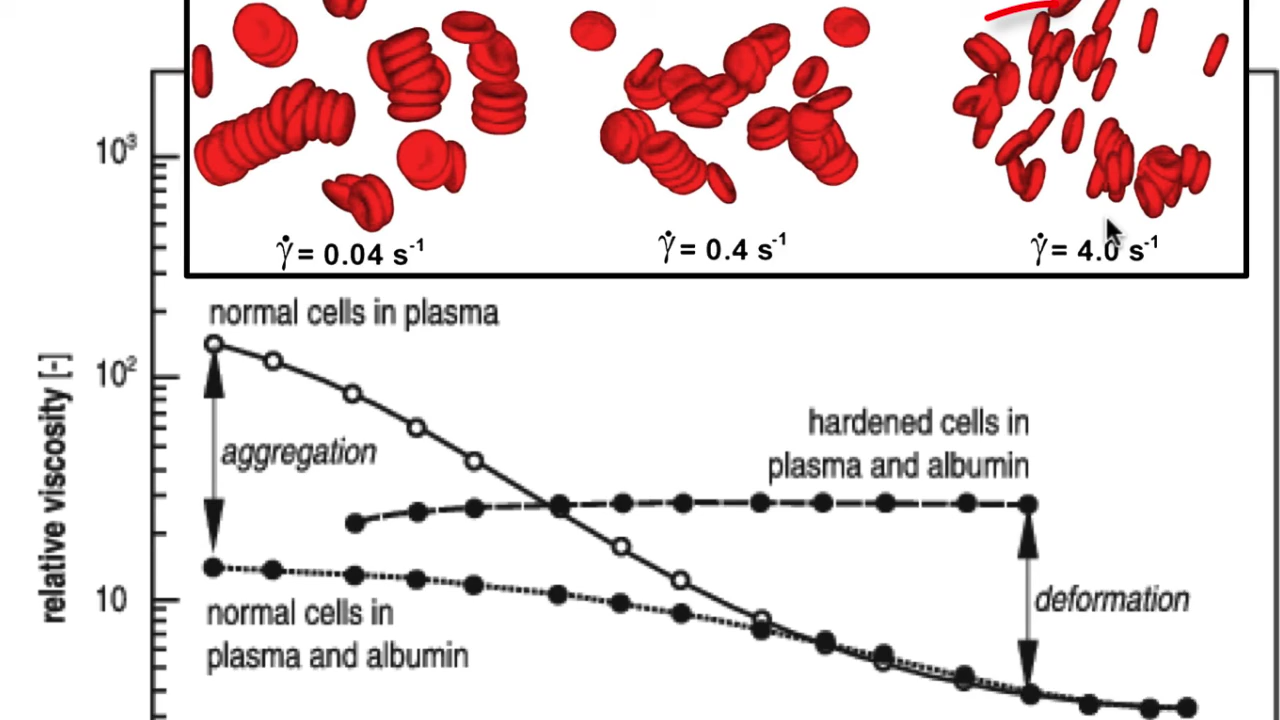 γ̇ = 0.04 s⁻¹
γ̇ = 0.4 s⁻¹
γ̇ = 4.0 s⁻¹
10³
normal cells in plasma
10²
relative viscosity [-]
hardened cells in
plasma and albumin
aggregation
10
deformation
normal cells in
plasma and albumin